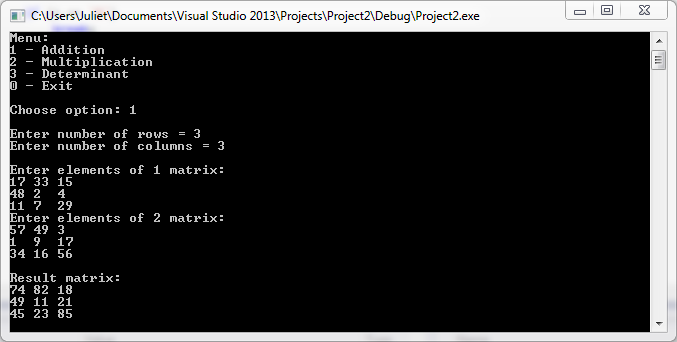 C:\Users\Juliet\Documents\Visual Studio 2013\Projects\Project2\Debug\Project2.exe
Menu:
1 - Addition
2 - Multiplication
3 - Determinant
0 - Exit
Choose option: 1
Enter number of rows = 3
Enter number of columns = 3
Enter elements of 1 matrix:
17 33 15
48 2  4
11 7  29
Enter elements of 2 matrix:
57 49 3
1  9  17
34 16 56
Result matrix:
74 82 18
49 11 21
45 23 85